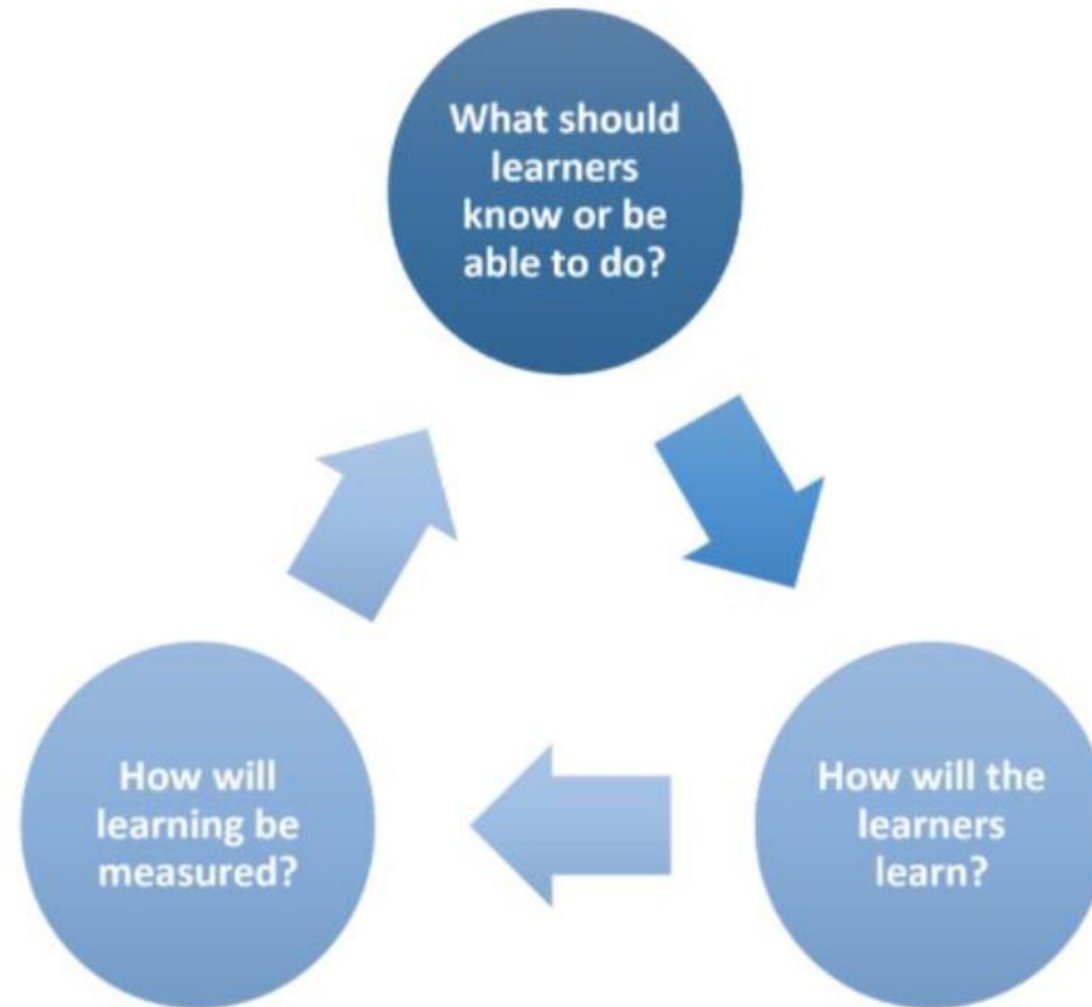 What should
learners
know or be
able to do?
How will the
learners
learn?
How will
learning be
measured?